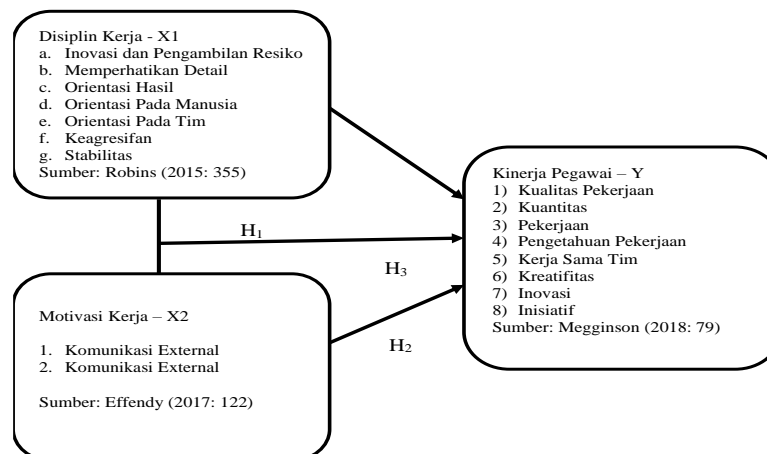 Disiplin Kerja - X1
a. Inovasi dan Pengambilan Resiko
b. Memperhatikan Detail
c. Orientasi Hasil
d. Orientasi Pada Manusia
e. Orientasi Pada Tim
f. Keagresifan
g. Stabilitas
Sumber: Robins (2015: 355)
H1
H3
H2
Motivasi Kerja – X2
1. Komunikasi External
2. Komunikasi External
Sumber: Effendy (2017: 122)
Kinerja Pegawai – Y
1) Kualitas Pekerjaan
2) Kuantitas
3) Pekerjaan
4) Pengetahuan Pekerjaan
5) Kerja Sama Tim
6) Kreatifitas
7) Inovasi
8) Inisiatif
Sumber: Megginson (2018: 79)